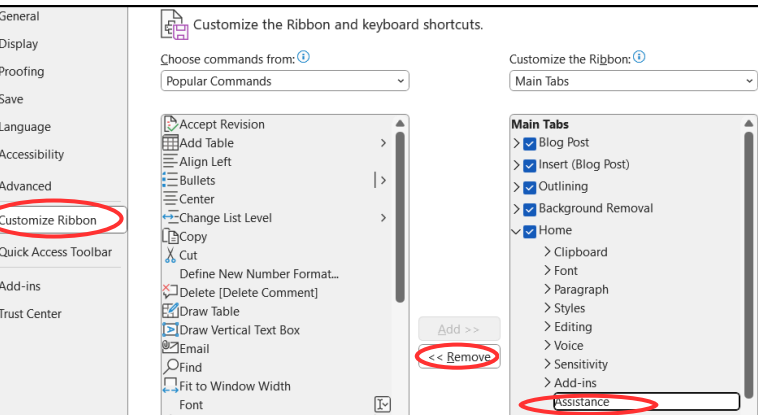 General
Display
Proofing
Save
Language
Accessibility
Advanced
Customize Ribbon
Quick Access Toolbar
Add-ins
Trust Center
Customize the Ribbon and keyboard shortcuts.
Choose commands from:
Popular Commands
Accept Revision
Add Table
Align Left
Bullets
Center
Change List Level
Copy
Cut
Define New Number Format...
Delete [Delete Comment]
Draw Table
Draw Vertical Text Box
Email
Find
Fit to Window Width
Font
Add >>
<< Remove
Customize the Ribbon:
Main Tabs
Main Tabs
Blog Post
Insert (Blog Post)
Outlining
Background Removal
Home
Clipboard
Font
Paragraph
Styles
Editing
Voice
Sensitivity
Add-ins
Assistance